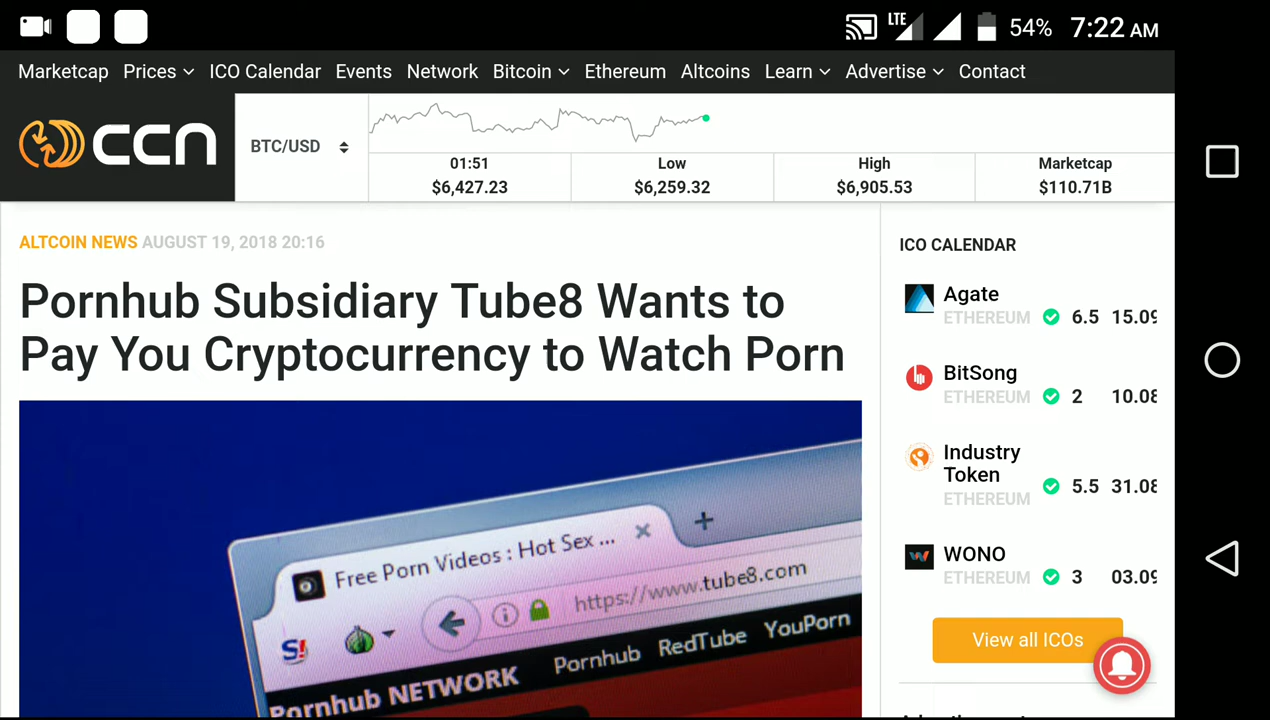 LTE 54% 7:22 AM
Marketcap Prices ICO Calendar Events Network Bitcoin Ethereum Altcoins Learn Advertise Contact
CCN
BTC/USD
01:51 Low High Marketcap
$6,427.23 $6,259.32 $6,905.53 $110.71B
ALTCOIN NEWS AUGUST 19, 2018 20:16
Pornhub Subsidiary Tube8 Wants to
Pay You Cryptocurrency to Watch Porn
Free Porn Videos : Hot Sex ...
https://www.tube8.com
S!
Pornhub NETWORK Pornhub RedTube YouPorn
ICO CALENDAR
Agate
ETHEREUM 6.5 15.09
BitSong
ETHEREUM 2 10.08
Industry
Token
ETHEREUM 5.5 31.08
WONO
ETHEREUM 3 03.09
View all ICOs